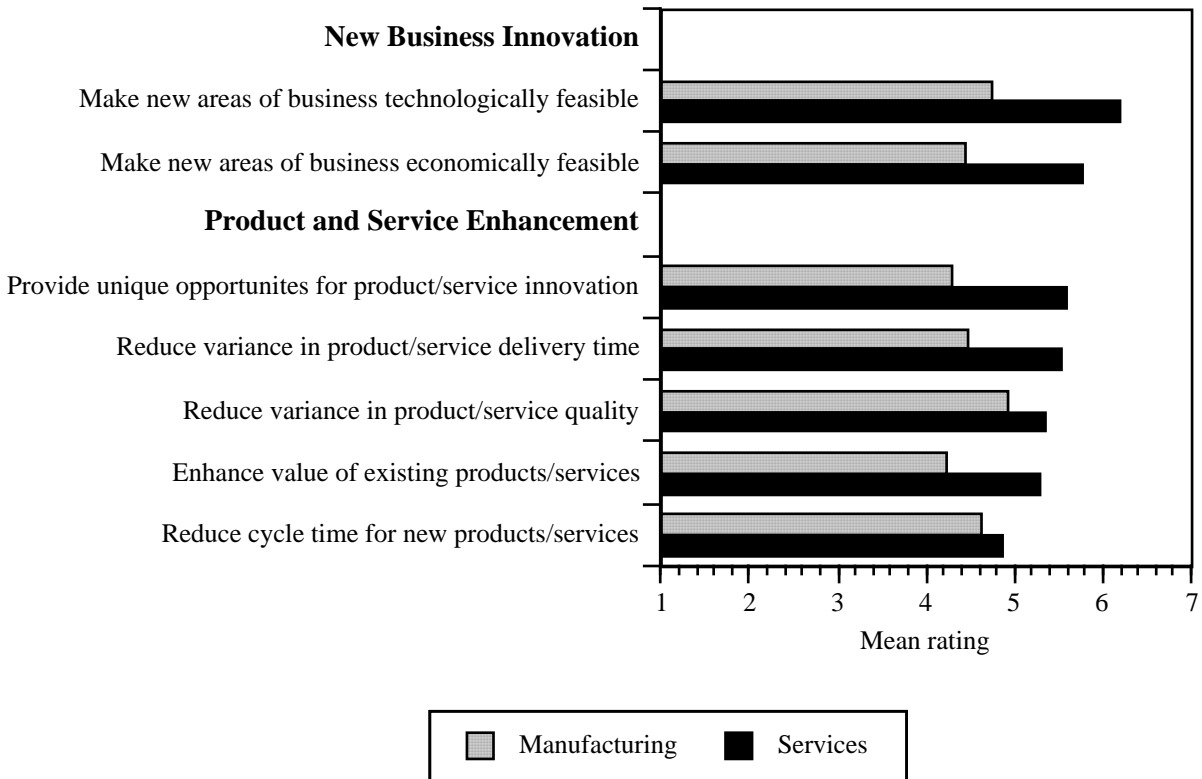 New Business Innovation
Make new areas of business technologically feasible
Make new areas of business economically feasible
Product and Service Enhancement
Provide unique opportunites for product/service innovation
Reduce variance in product/service delivery time
Reduce variance in product/service quality
Enhance value of existing products/services
Reduce cycle time for new products/services
1 2 3 4 5 6 7
Mean rating
Manufacturing Services